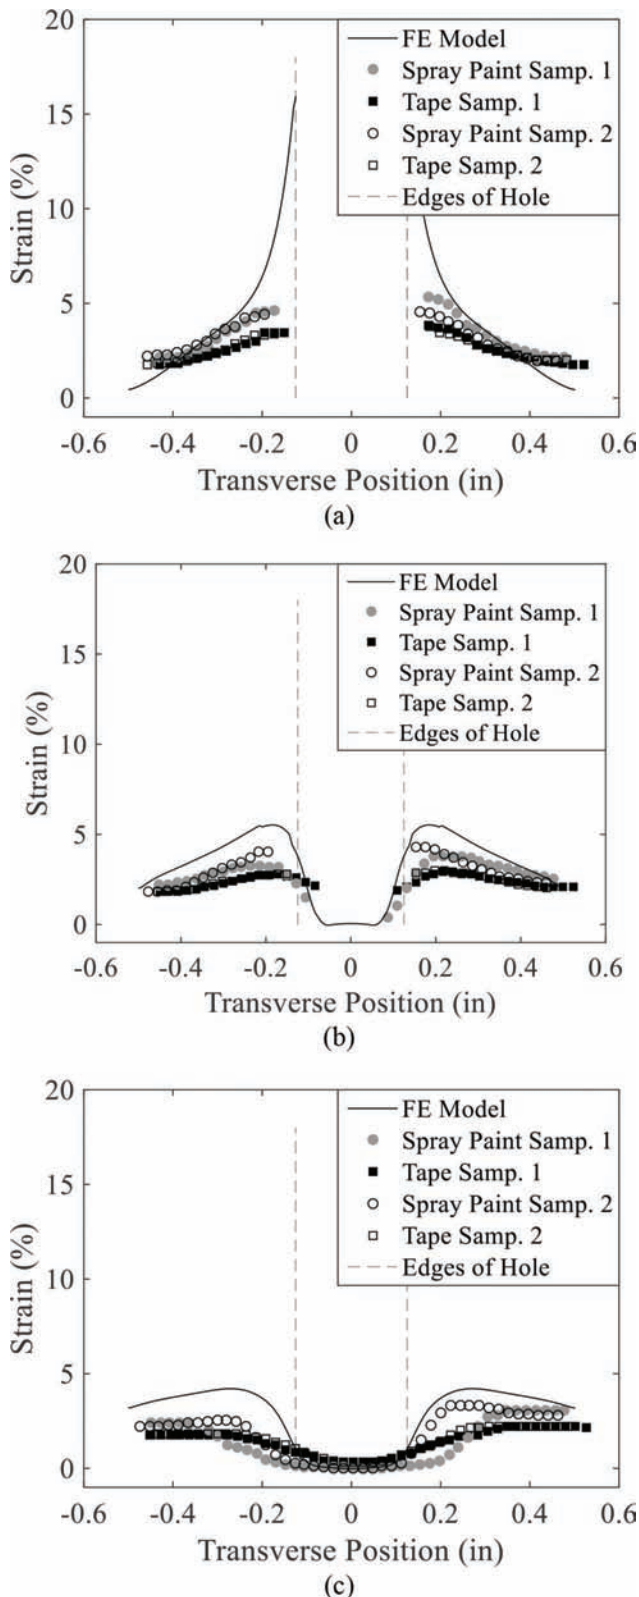 20
15
10
5
0
Strain (%)
FE Model
Spray Paint Samp. 1
Tape Samp. 1
Spray Paint Samp. 2
Tape Samp. 2
Edges of Hole
-0.6 -0.4 -0.2 0 0.2 0.4 0.6
Transverse Position (in)
(a)
20
15
10
5
0
Strain (%)
FE Model
Spray Paint Samp. 1
Tape Samp. 1
Spray Paint Samp. 2
Tape Samp. 2
Edges of Hole
-0.6 -0.4 -0.2 0 0.2 0.4 0.6
Transverse Position (in)
(b)
20
15
10
5
0
Strain (%)
FE Model
Spray Paint Samp. 1
Tape Samp. 1
Spray Paint Samp. 2
Tape Samp. 2
Edges of Hole
-0.6 -0.4 -0.2 0 0.2 0.4 0.6
Transverse Position (in)
(c)